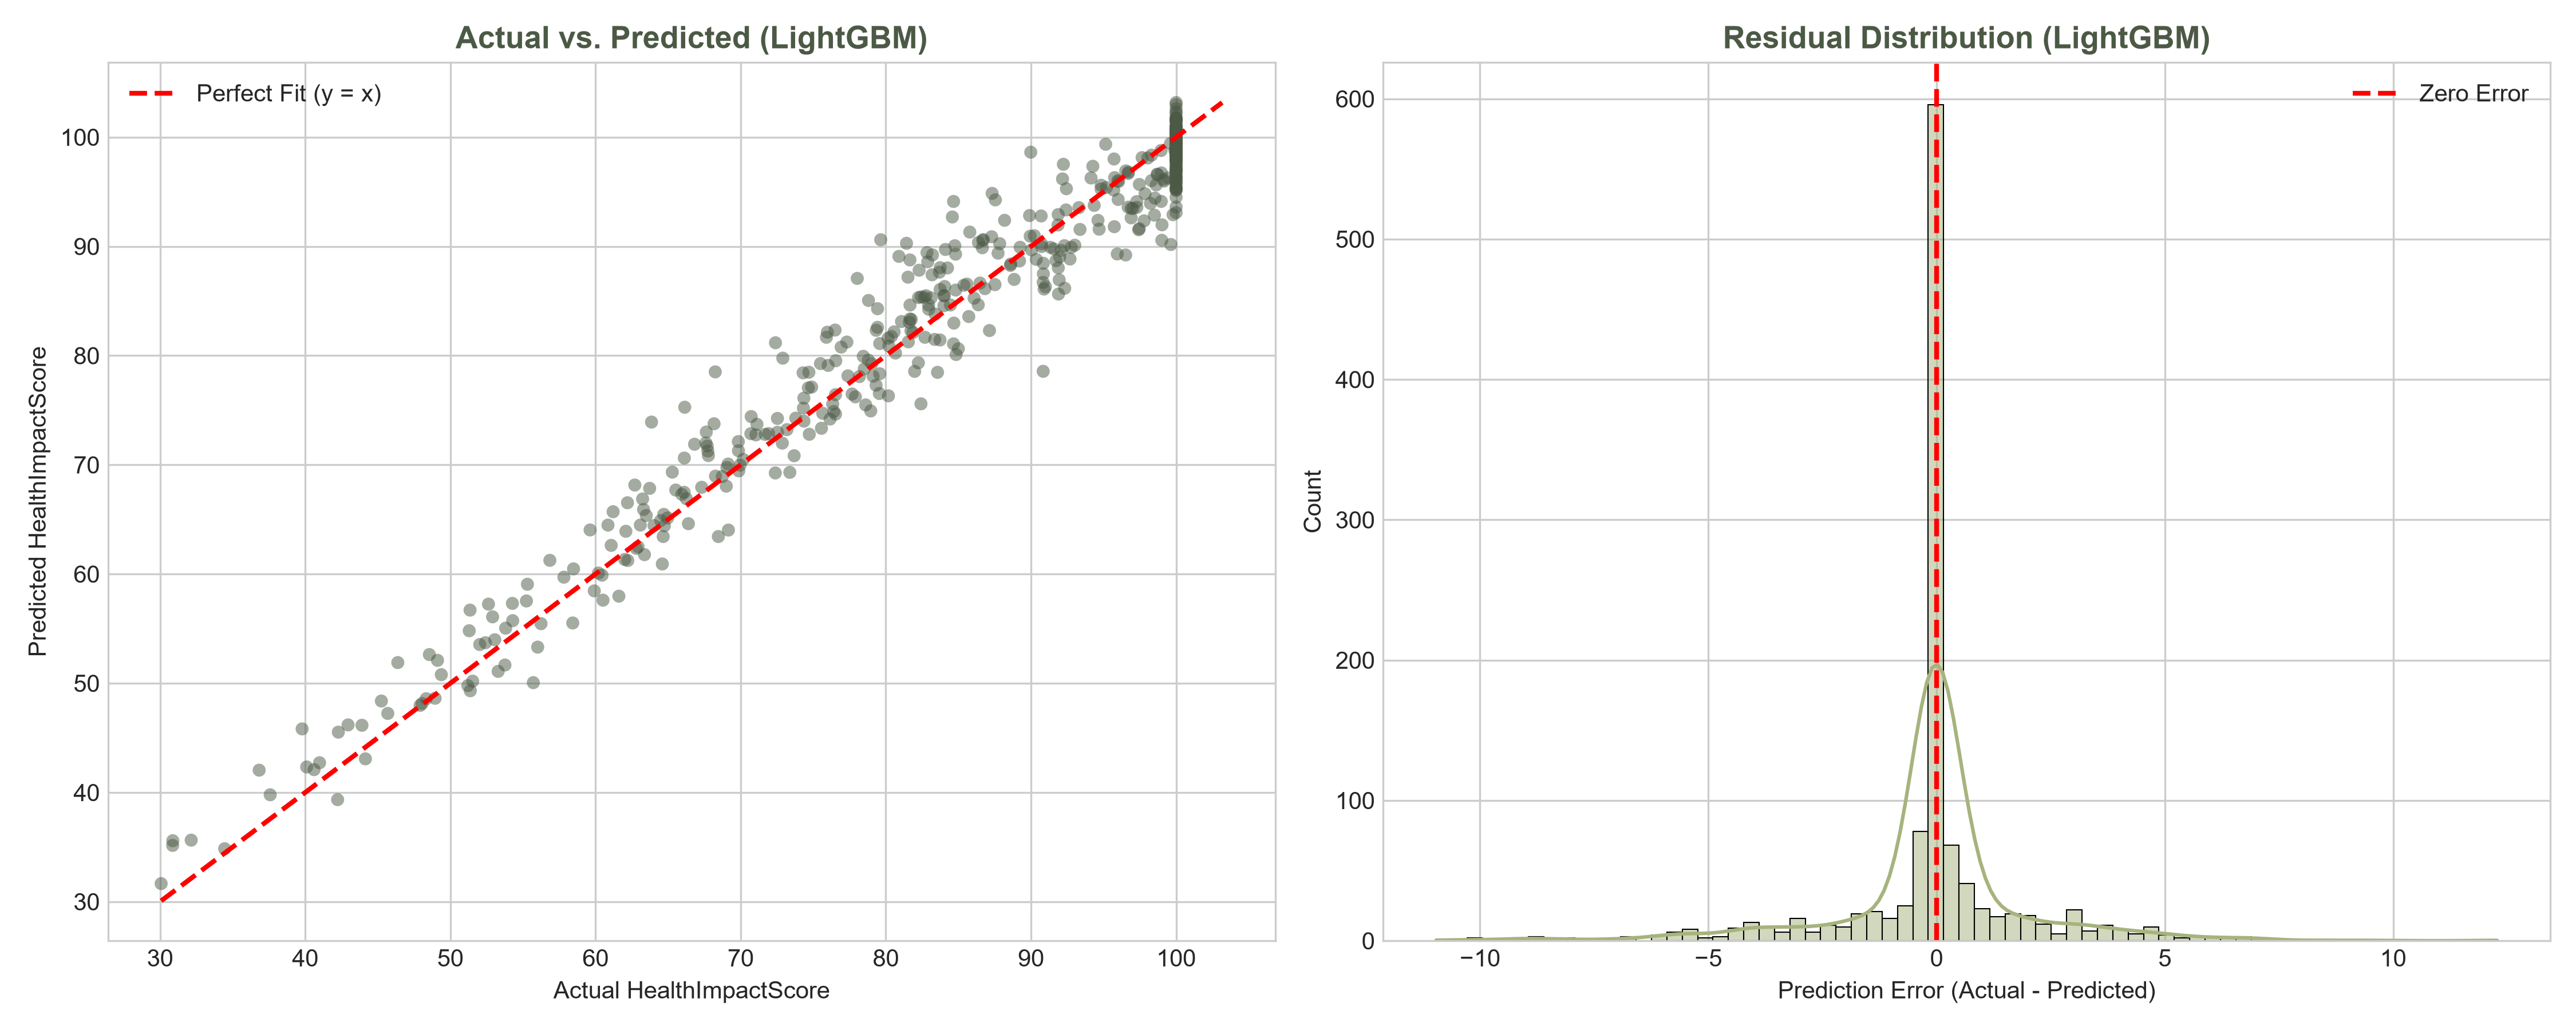 Actual vs. Predicted (LightGBM)
Perfect Fit (y = x)
100
90
80
70
60
50
40
30
Predicted HealthImpactScore
30 40 50 60 70 80 90 100
Actual HealthImpactScore
Residual Distribution (LightGBM)
Zero Error
600
500
400
300
200
100
0
Count
−10 −5 0 5 10
Prediction Error (Actual - Predicted)